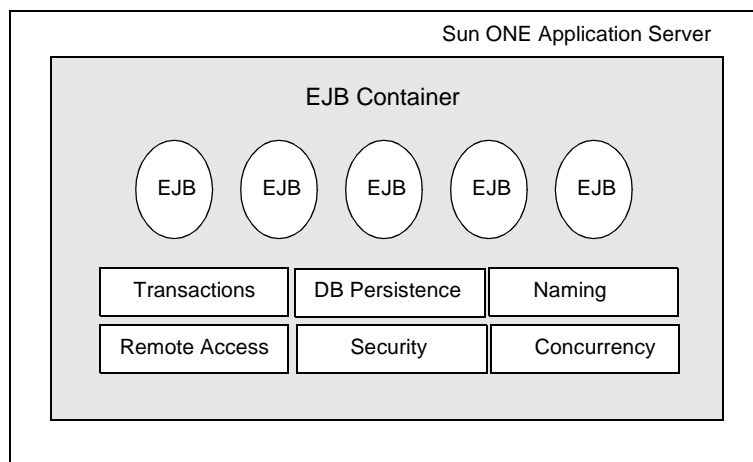 Sun ONE Application Server
EJB Container
EJB EJB EJB EJB EJB
Transactions DB Persistence Naming
Remote Access Security Concurrency